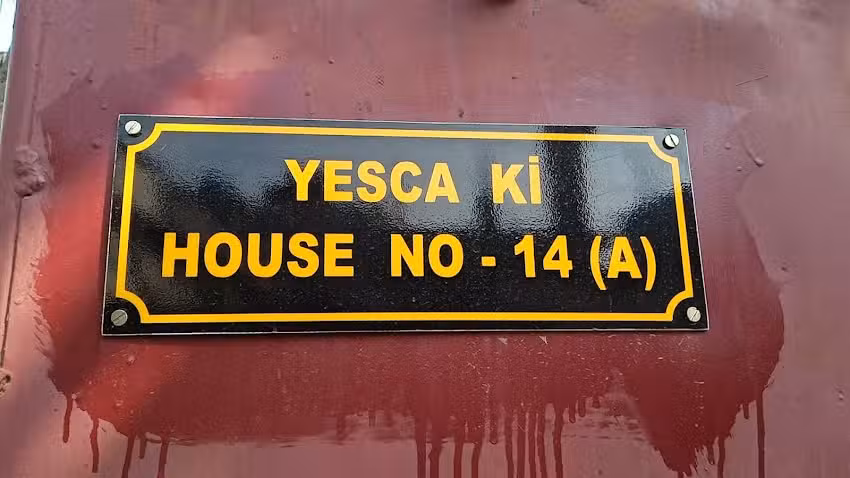 YESCA Kİ
HOUSE NO - 14 (A)